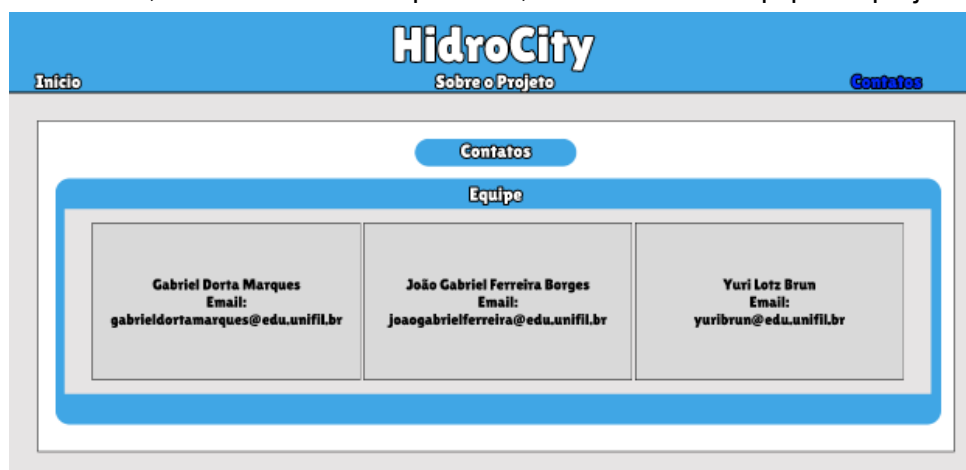 HidroCity
Início
Sobre o Projeto
Contatos
Contatos
Equipe
Gabriel Dorta Marques
Email:
gabrieldortamarques@edu.unifil.br
João Gabriel Ferreira Borges
Email:
joaogabrielferreira@edu.unifil.br
Yuri Lotz Brun
Email:
yuribrun@edu.unifil.br